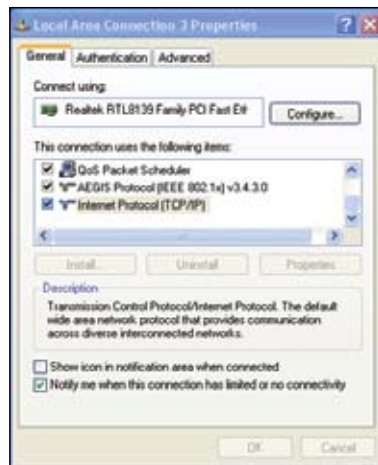 Local Area Connection 3 Properties
General Authentication Advanced
Connect using:
Realtek RTL8139 Family PCI Fast Eth
Configure...
This connection uses the following items:
QoS Packet Scheduler
AEGIS Protocol (IEEE 802.1x) v3.4.3.0
Internet Protocol (TCP/IP)
Install... Uninstall Properties
Description
Transmission Control Protocol/Internet Protocol. The default
wide area network protocol that provides communication
across diverse interconnected networks.
Show icon in notification area when connected
Notify me when this connection has limited or no connectivity
OK Cancel